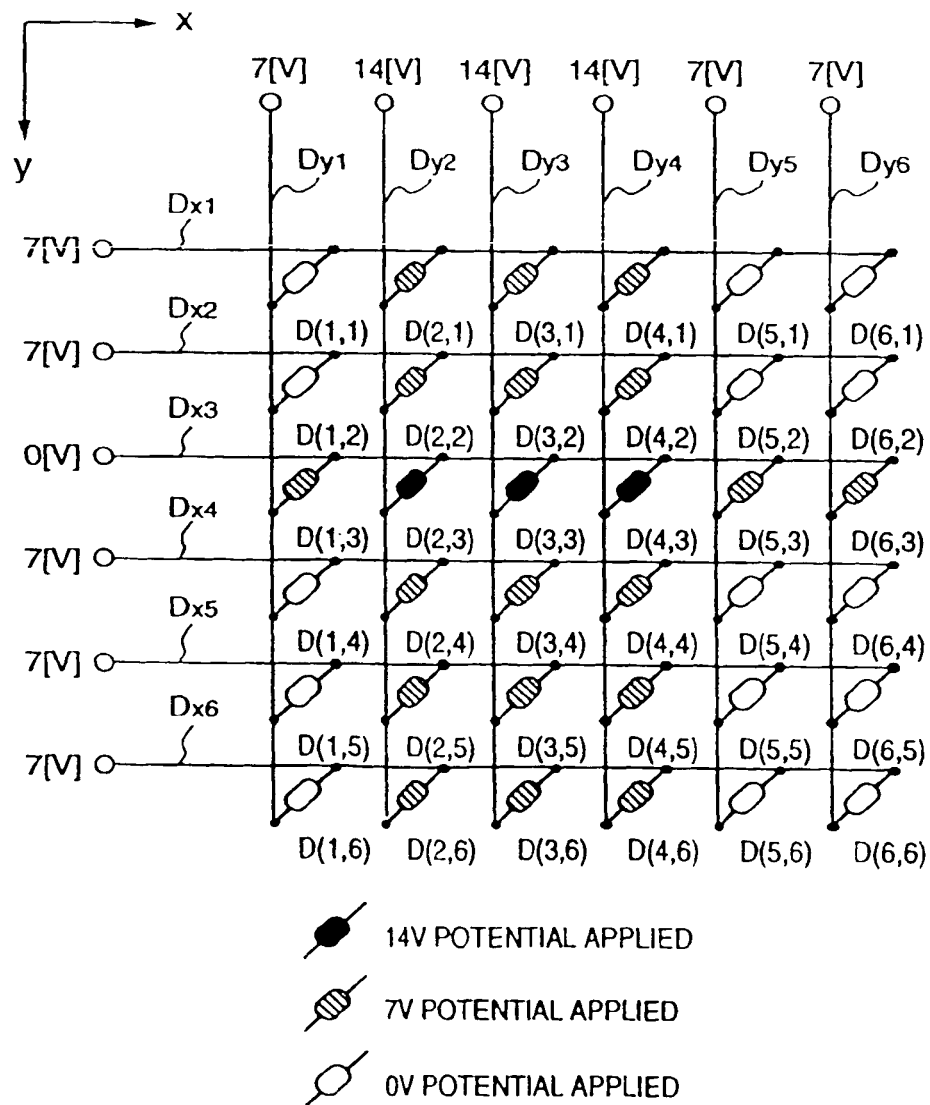 x
y
7[V] 14[V] 14[V] 14[V] 7[V] 7[V]
Dy1 Dy2 Dy3 Dy4 Dy5 Dy6
Dx1
7[V]
D(1,1) D(2,1) D(3,1) D(4,1) D(5,1) D(6,1)
Dx2
7[V]
D(1,2) D(2,2) D(3,2) D(4,2) D(5,2) D(6,2)
Dx3
0[V]
D(1,3) D(2,3) D(3,3) D(4,3) D(5,3) D(6,3)
Dx4
7[V]
D(1,4) D(2,4) D(3,4) D(4,4) D(5,4) D(6,4)
Dx5
7[V]
D(1,5) D(2,5) D(3,5) D(4,5) D(5,5) D(6,5)
Dx6
7[V]
D(1,6) D(2,6) D(3,6) D(4,6) D(5,6) D(6,6)
14V POTENTIAL APPLIED
7V POTENTIAL APPLIED
0V POTENTIAL APPLIED